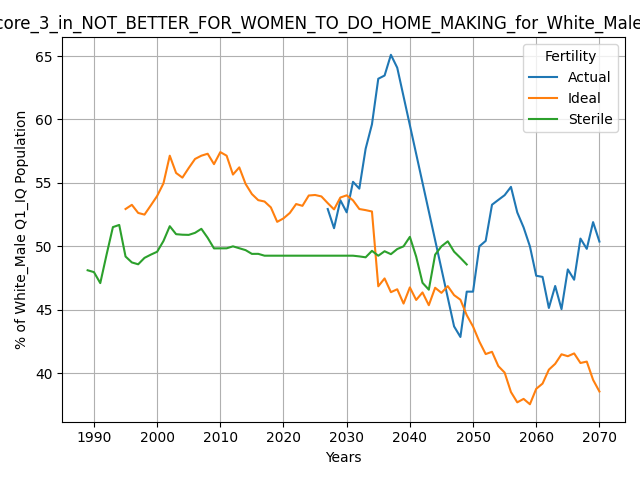 core_3_in_NOT_BETTER_FOR_WOMEN_TO_DO_HOME_MAKING_for_White_Male
% of White_Male Q1_IQ Population
65
60
55
50
45
40
Fertility
Actual
Ideal
Sterile
1990 2000 2010 2020 2030 2040 2050 2060 2070
Years